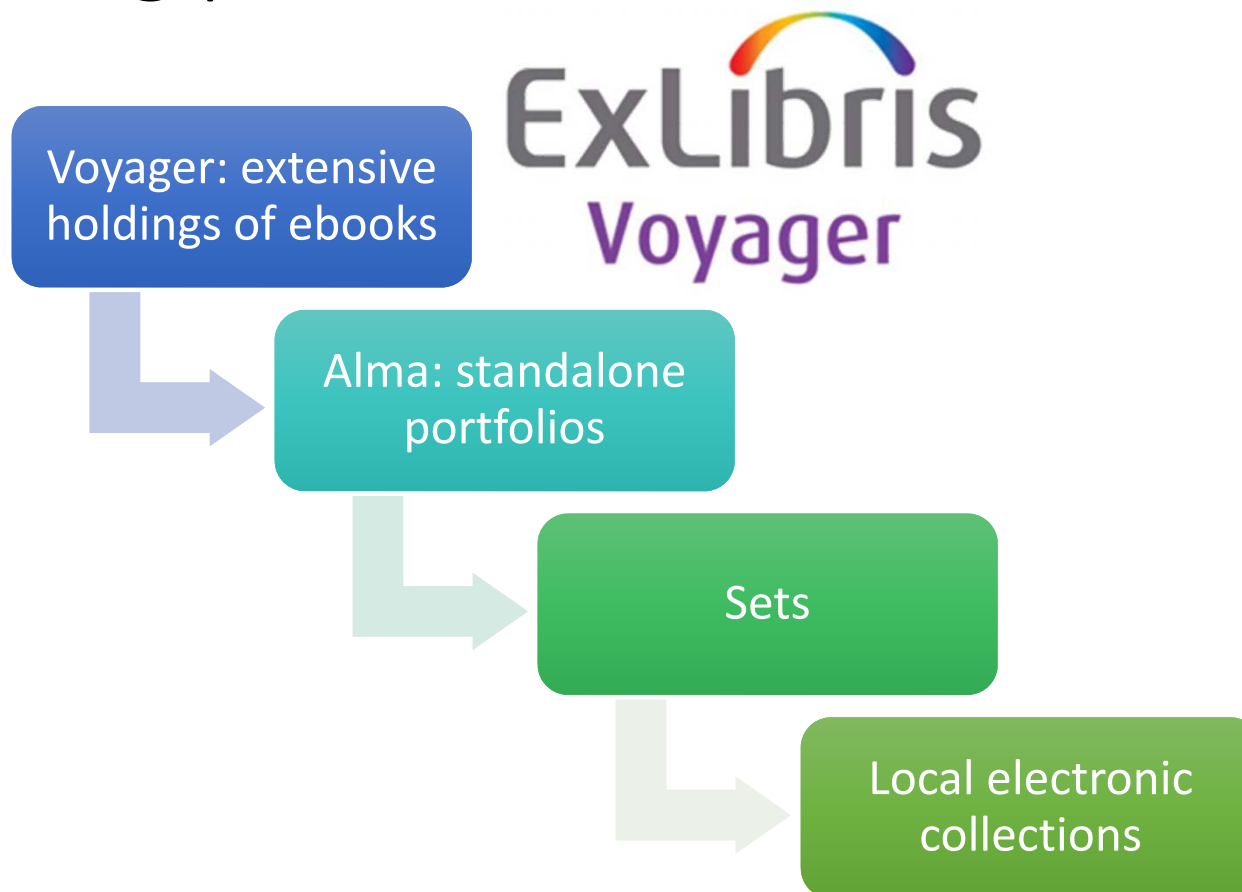 ExLibris
Voyager
Voyager: extensive
holdings of ebooks
Alma: standalone
portfolios
Sets
Local electronic
collections